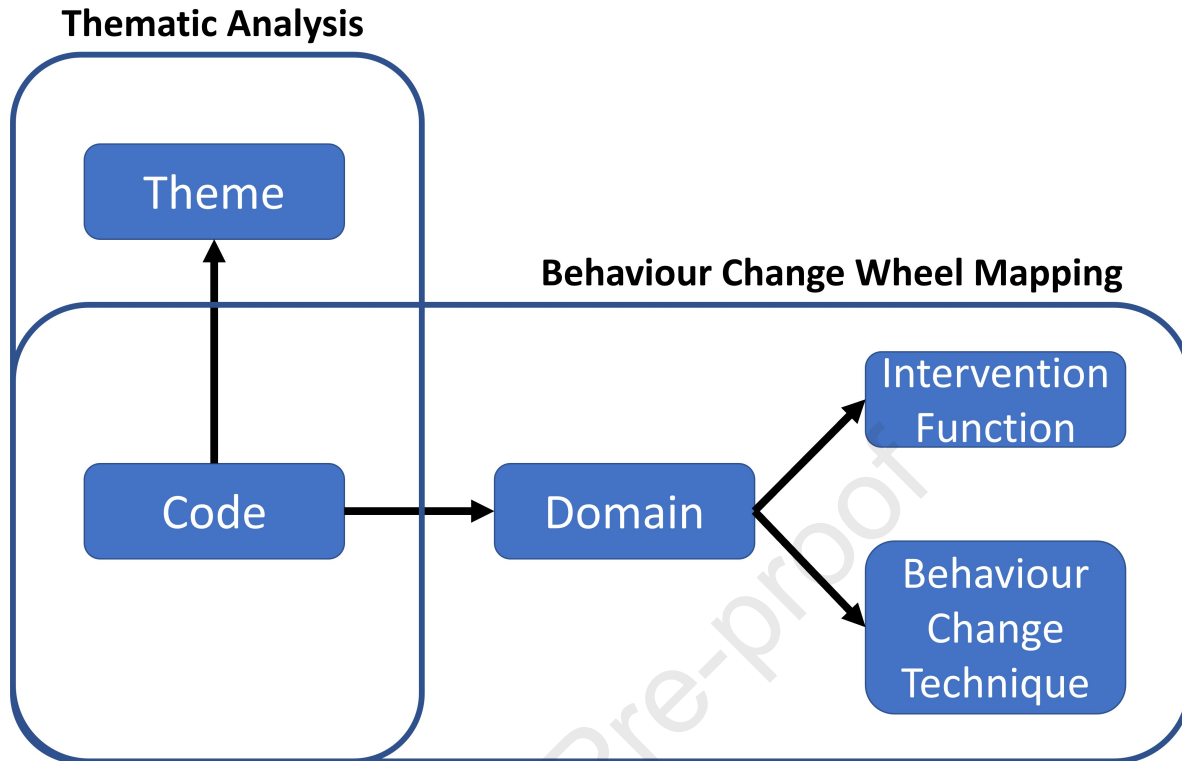 Thematic Analysis
Theme
Behaviour Change Wheel Mapping
Intervention
Function
Code
Domain
Behaviour
Change
Technique
Pre-proof